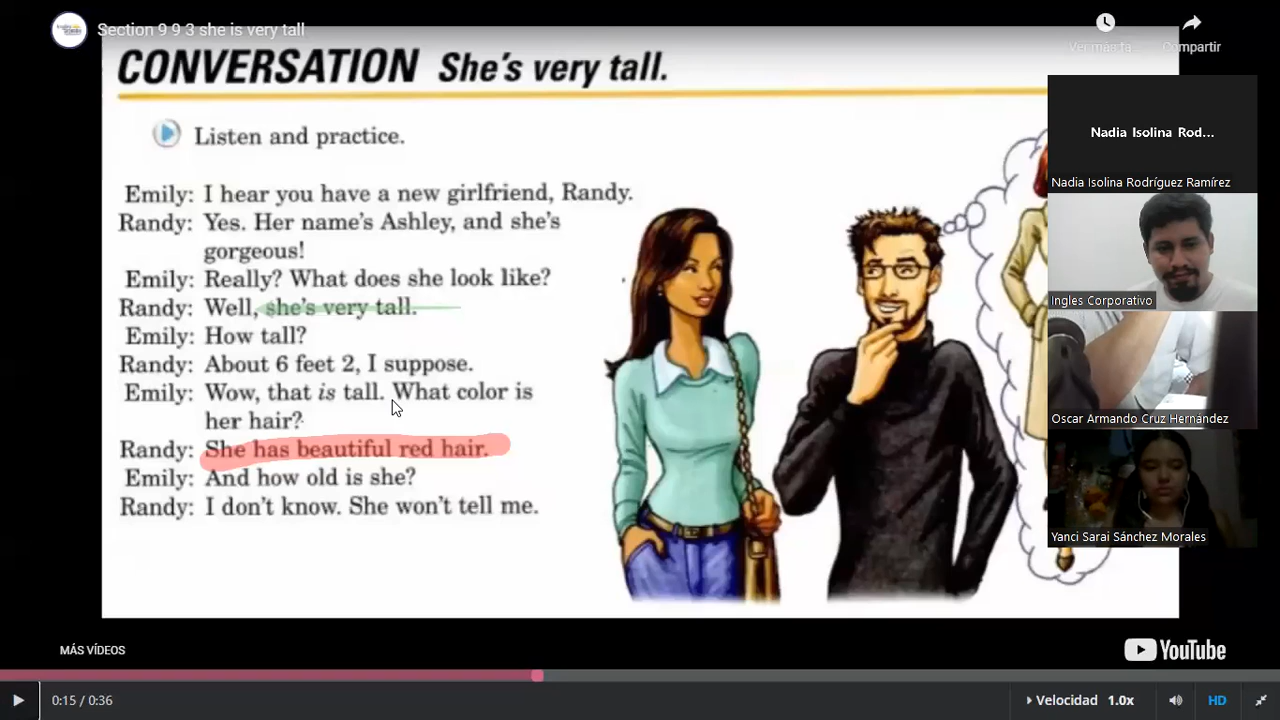 Section 9 9 3 she is very tall
Ver más ta...
Compartir
CONVERSATION She's very tall.
Listen and practice.
Emily: I hear you have a new girlfriend, Randy.
Randy: Yes. Her name's Ashley, and she's
gorgeous!
Emily: Really? What does she look like?
Randy: Well, she's very tall.
Emily: How tall?
Randy: About 6 feet 2, I suppose.
Emily: Wow, that is tall. What color is
her hair?
Randy: She has beautiful red hair.
Emily: And how old is she?
Randy: I don't know. She won't tell me.
Nadia Isolina Rod...
Nadia Isolina Rodríguez Ramírez
Ingles Corporativo
Oscar Armando Cruz Hernández
Yanci Sarai Sánchez Morales
MÁS VÍDEOS
YouTube
0:15 / 0:36
Velocidad 1.0x
HD